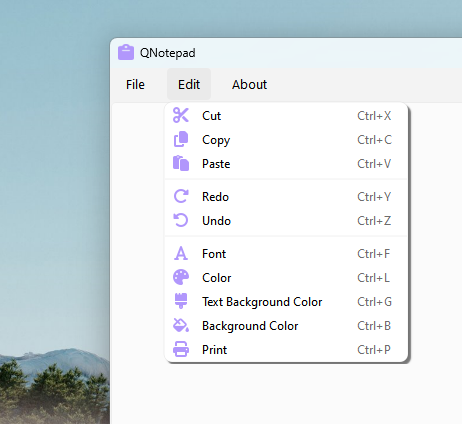 QNotepad
File Edit About
Cut Ctrl+X
Copy Ctrl+C
Paste Ctrl+V
Redo Ctrl+Y
Undo Ctrl+Z
Font Ctrl+F
Color Ctrl+L
Text Background Color Ctrl+G
Background Color Ctrl+B
Print Ctrl+P